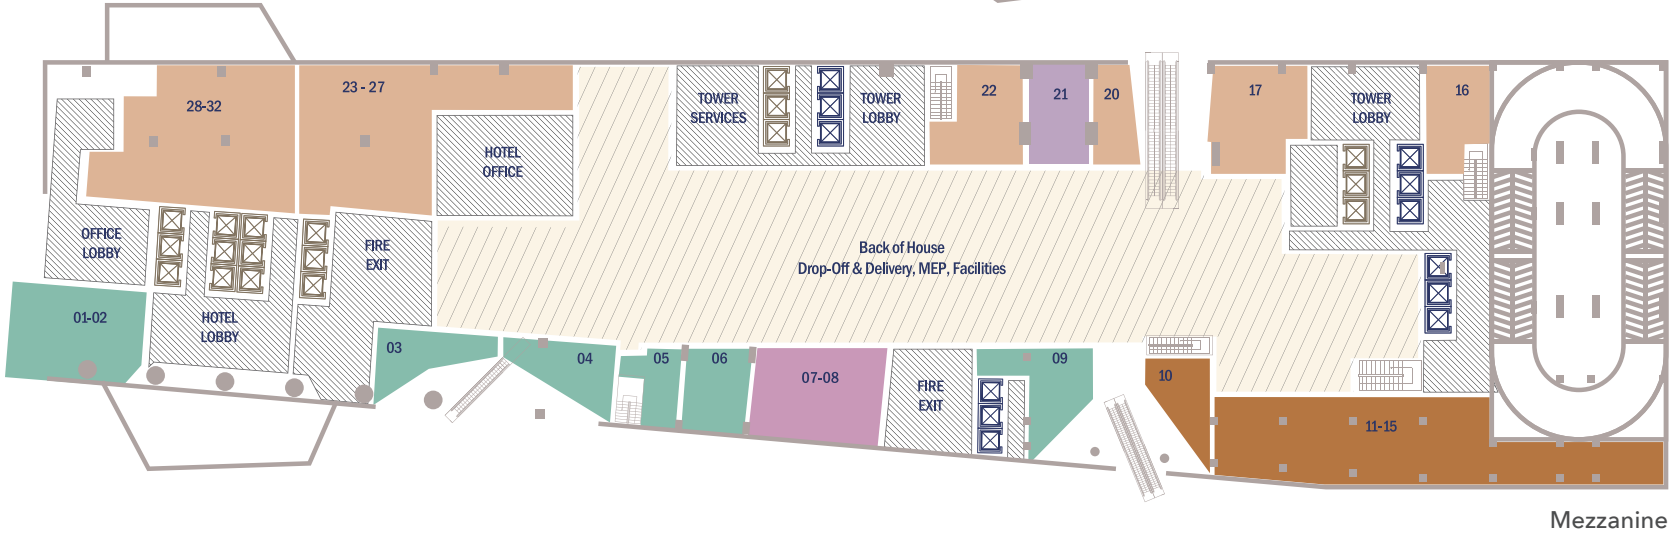 28-32
23 - 27
TOWER
SERVICES
TOWER
LOBBY
22
21
20
17
TOWER
LOBBY
16
HOTEL
OFFICE
OFFICE
LOBBY
FIRE
EXIT
Back of House
Drop-Off & Delivery, MEP, Facilities
01-02
HOTEL
LOBBY
03
04
05
06
07-08
FIRE
EXIT
09
10
11-15
Mezzanine